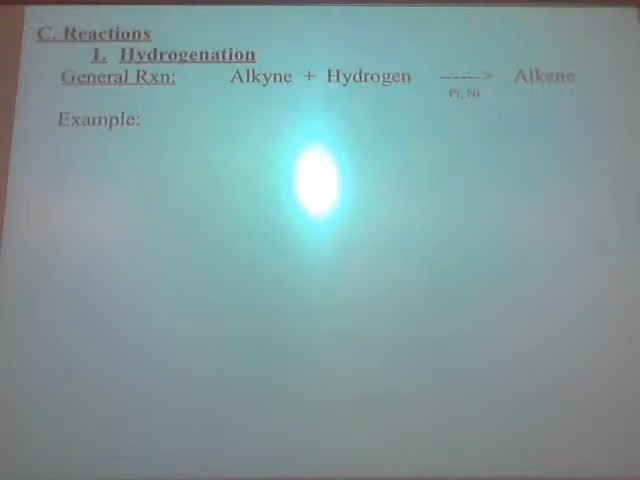 C. Reactions
1. Hydrogenation
General Rxn: Alkyne + Hydrogen -----> Alkene
Pt, Ni
Example: